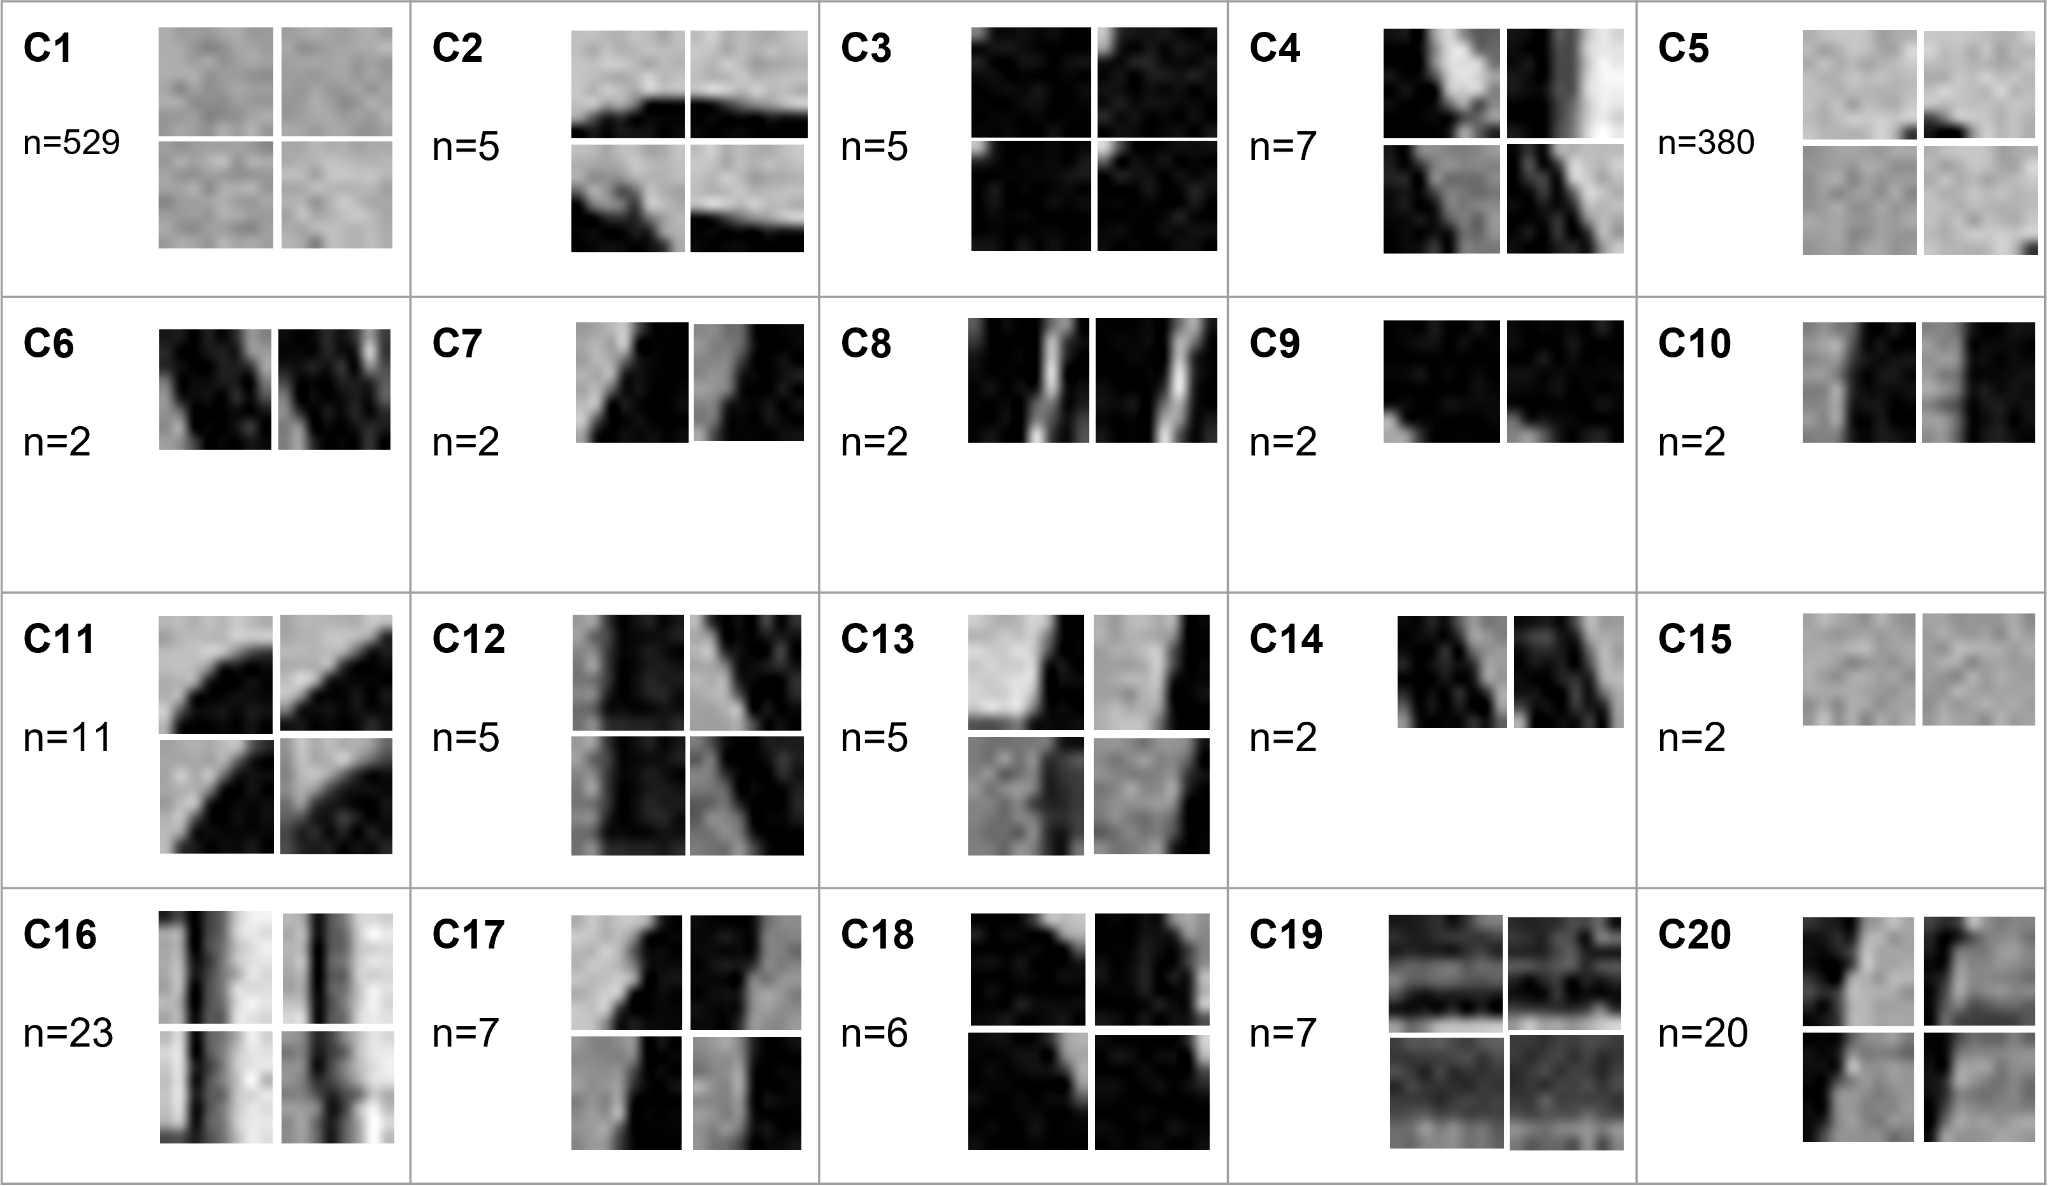 C1
n=529
C2
n=5
C3
n=5
C4
n=7
C5
n=380
C6
n=2
C7
n=2
C8
n=2
C9
n=2
C10
n=2
C11
n=11
C12
n=5
C13
n=5
C14
n=2
C15
n=2
C16
n=23
C17
n=7
C18
n=6
C19
n=7
C20
n=20